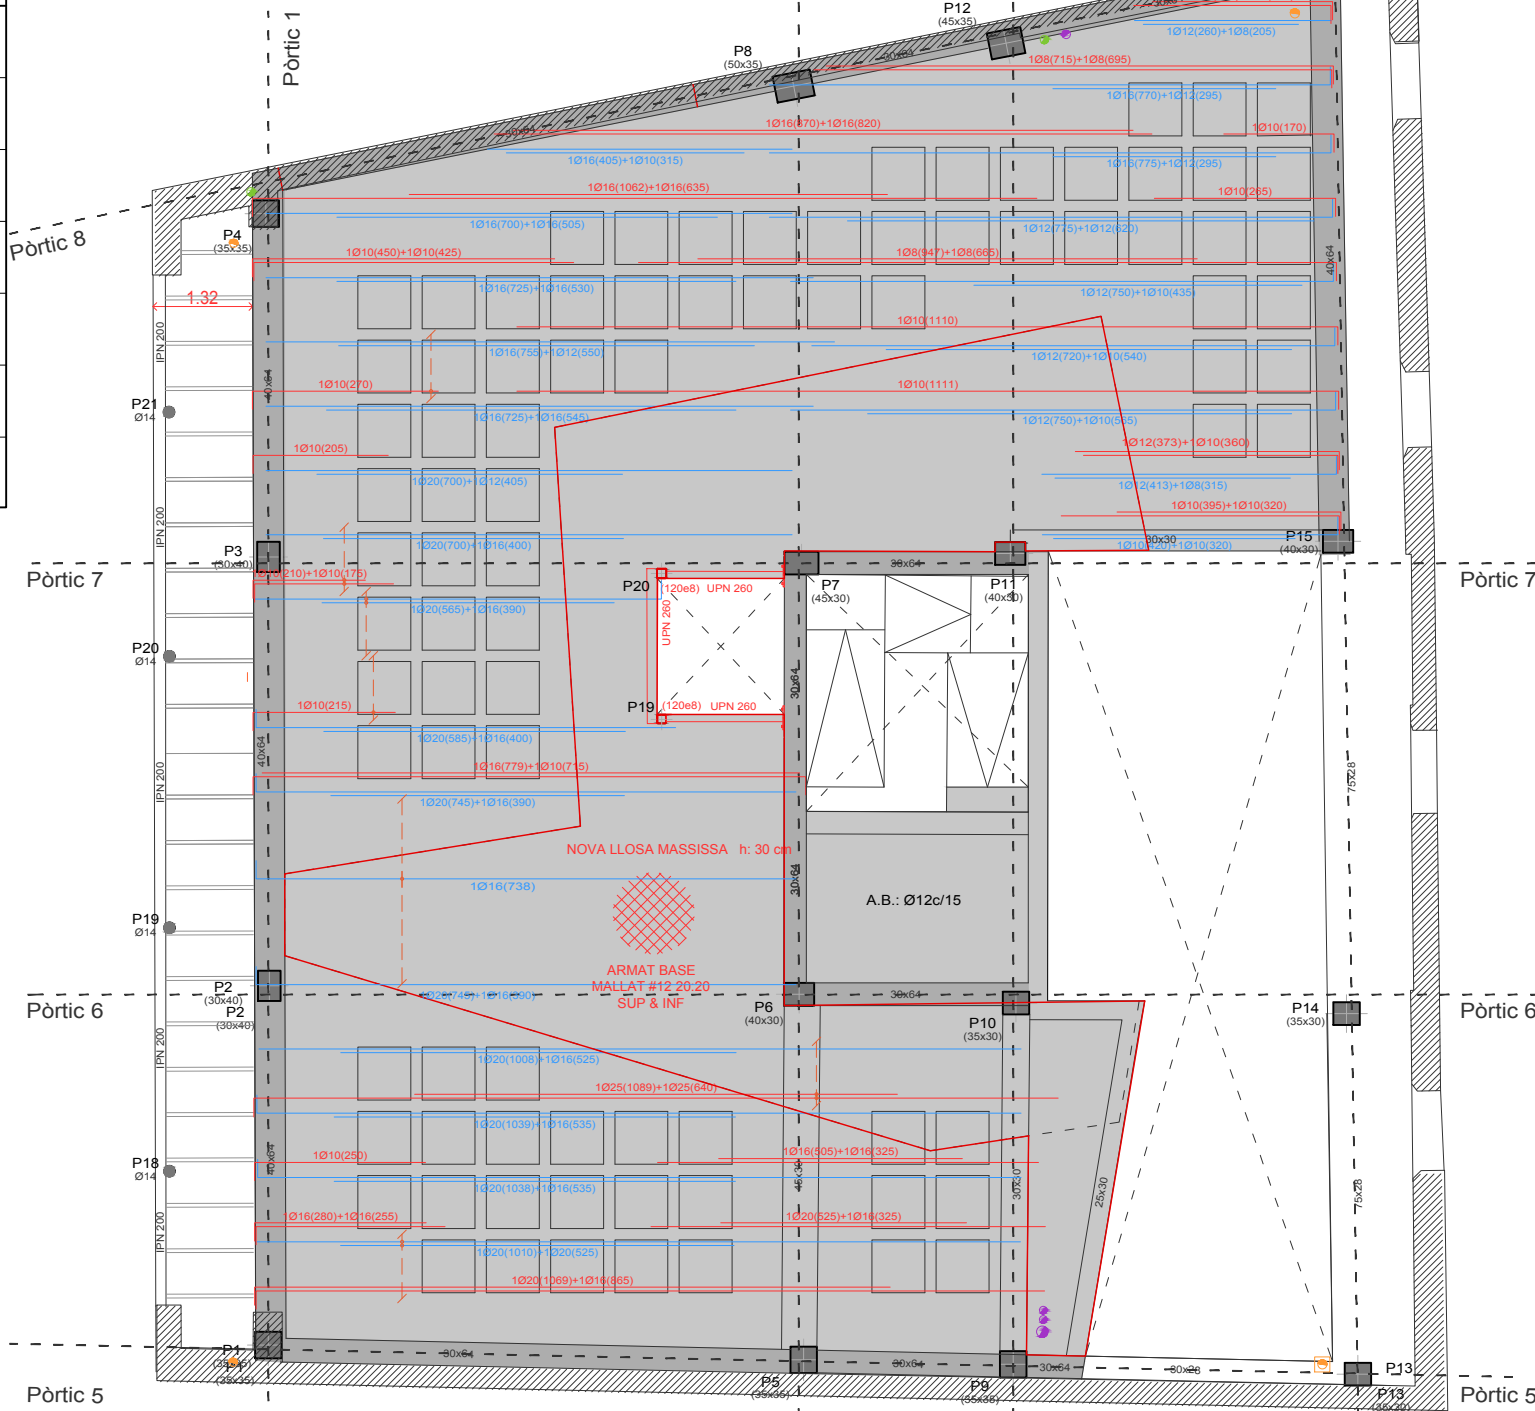 Pòrtic 1
P12
(45x35)
30x64
1Ø12(260)+1Ø8(205)
P8
(50x35)
30x64
1Ø8(715)+1Ø8(695)
1Ø16(770)+1Ø12(295)
30x64
1Ø16(870)+1Ø16(820)
1Ø10(170)
1Ø16(405)+1Ø10(315)
1Ø16(775)+1Ø12(295)
1Ø16(1062)+1Ø16(635)
1Ø10(265)
Pòrtic 8
P4
(35x35)
1Ø16(700)+1Ø16(505)
1Ø12(775)+1Ø12(620)
1Ø10(450)+1Ø10(425)
1Ø8(947)+1Ø8(665)
40x64
1.32
1Ø16(725)+1Ø16(530)
1Ø12(750)+1Ø10(435)
1Ø10(1110)
IPN 200
1Ø16(755)+1Ø12(550)
1Ø12(720)+1Ø10(540)
40x64
1Ø10(270)
1Ø10(1111)
P21
Ø14
1Ø16(725)+1Ø16(545)
1Ø12(750)+1Ø10(565)
1Ø10(205)
1Ø12(373)+1Ø10(360)
1Ø20(700)+1Ø12(405)
1Ø12(413)+1Ø8(315)
IPN 200
1Ø10(395)+1Ø10(320)
P3
(30x40)
1Ø20(700)+1Ø16(400)
30x30
1Ø10(420)+1Ø10(320)
P15
(40x30)
Pòrtic 7
30x64
Pòrtic 7
P20
(120e8) UPN 260
P7
(45x30)
P11
(40x30)
1Ø20(565)+1Ø16(390)
UPN 260
P20
Ø14
30x64
1Ø10(215)
P19
(120e8) UPN 260
1Ø20(585)+1Ø16(400)
40x64
1Ø16(779)+1Ø10(715)
IPN 200
75x28
1Ø20(745)+1Ø16(390)
NOVA LLOSA MASSISSA h: 30 cm
30x64
1Ø16(738)
A.B.: Ø12c/15
P19
Ø14
ARMAT BASE
MALLAT #12 20.20
SUP & INF
P2
(30x40)
P2
(30x40)
1Ø20(745)+1Ø16(390)
Pòrtic 6
P6
(40x30)
30x64
P10
(35x30)
P14
(35x30)
Pòrtic 6
IPN 200
1Ø20(1008)+1Ø16(525)
1Ø25(1089)+1Ø25(640)
1Ø20(1039)+1Ø16(535)
1Ø10(250)
1Ø16(505)+1Ø16(325)
40x64
P18
Ø14
1Ø20(1038)+1Ø16(535)
45x30
30x30
25x30
75x28
1Ø16(280)+1Ø16(255)
1Ø20(525)+1Ø16(325)
IPN 200
1Ø20(1010)+1Ø20(525)
1Ø20(1069)+1Ø16(865)
P1
(35x35)
30x64
30x64
30x64
30x28
P13
Pòrtic 5
P5
(35x35)
P9
(35x35)
P13
(35x30)
Pòrtic 5